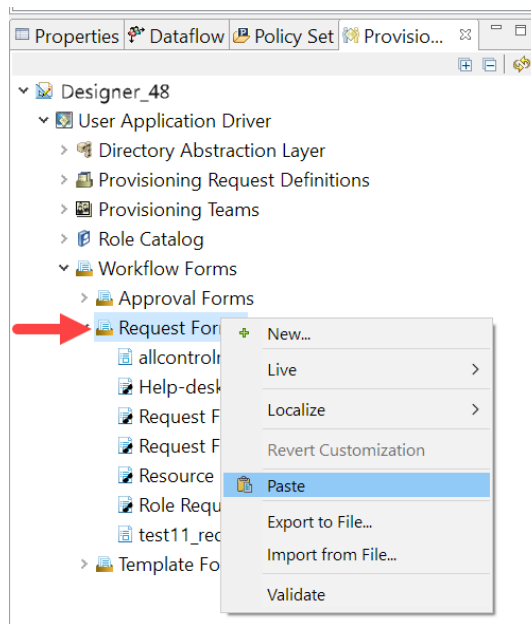 Properties Dataflow Policy Set Provisio...
Designer_48
User Application Driver
Directory Abstraction Layer
Provisioning Request Definitions
Provisioning Teams
Role Catalog
Workflow Forms
Approval Forms
Request For
New...
allcontrolr
Live
Help-desk
Localize
Request F
Request F
Revert Customization
Resource
Paste
Role Requ
Export to File...
test11_rec
Import from File...
Template Fo
Validate